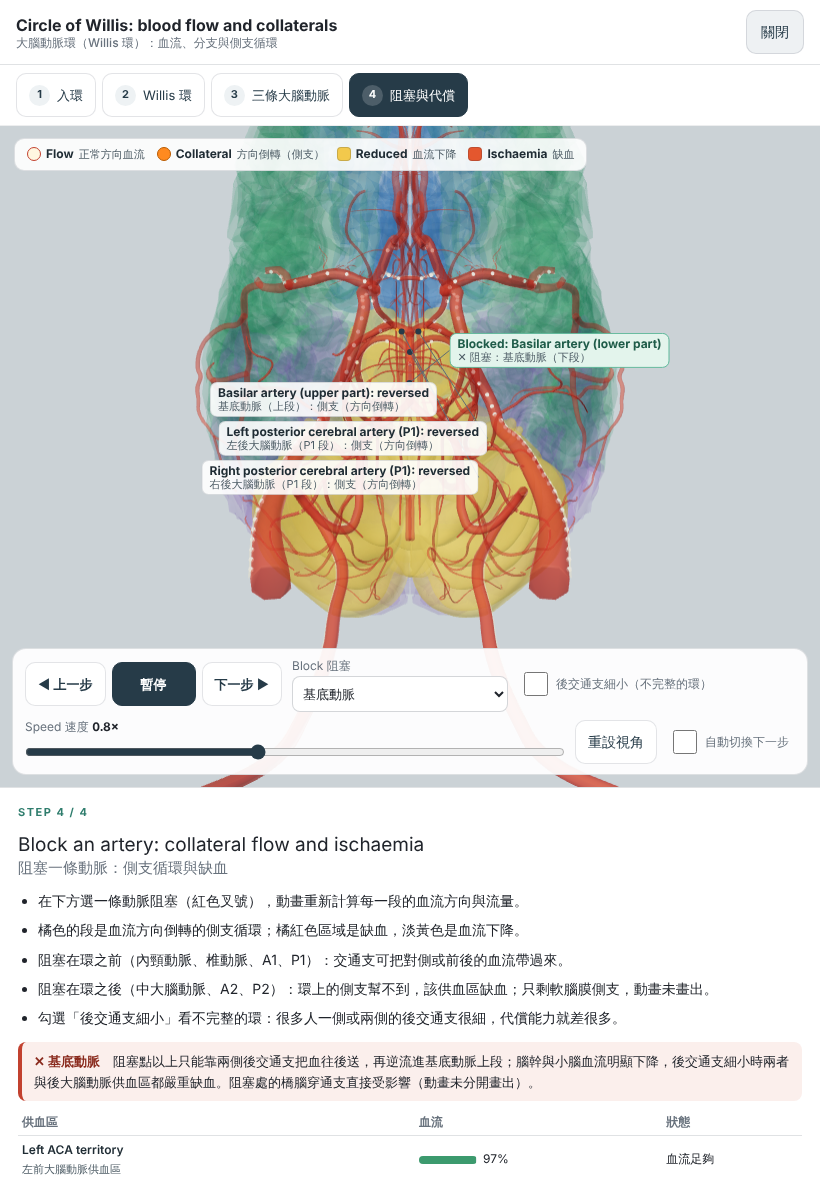 Circle of Willis: blood flow and collaterals
大腦動脈環（Willis 環）：血流、分支與側支循環
關閉
1 入環
2 Willis 環
3 三條大腦動脈
4 阻塞與代償
Flow 正常方向血流 Collateral 方向倒轉（側支） Reduced 血流下降 Ischaemia 缺血
Blocked: Basilar artery (lower part)
✕ 阻塞：基底動脈（下段）
Basilar artery (upper part): reversed
基底動脈（上段）：側支（方向倒轉）
Left posterior cerebral artery (P1): reversed
左後大腦動脈（P1 段）：側支（方向倒轉）
Right posterior cerebral artery (P1): reversed
右後大腦動脈（P1 段）：側支（方向倒轉）
◀ 上一步
暫停
下一步 ▶
Block 阻塞
基底動脈
後交通支細小（不完整的環）
Speed 速度 0.8×
重設視角
自動切換下一步
STEP 4 / 4
Block an artery: collateral flow and ischaemia
阻塞一條動脈：側支循環與缺血
• 在下方選一條動脈阻塞（紅色叉號），動畫重新計算每一段的血流方向與流量。
• 橘色的段是血流方向倒轉的側支循環；橘紅色區域是缺血，淡黃色是血流下降。
• 阻塞在環之前（內頸動脈、椎動脈、A1、P1）：交通支可把對側或前後的血流帶過來。
• 阻塞在環之後（中大腦動脈、A2、P2）：環上的側支幫不到，該供血區缺血；只剩軟腦膜側支，動畫未畫出。
• 勾選「後交通支細小」看不完整的環：很多人一側或兩側的後交通支很細，代償能力就差很多。
✕ 基底動脈 阻塞點以上只能靠兩側後交通支把血往後送，再逆流進基底動脈上段；腦幹與小腦血流明顯下降，後交通支細小時兩者
與後大腦動脈供血區都嚴重缺血。阻塞處的橋腦穿通支直接受影響（動畫未分開畫出）。
供血區 血流 狀態
Left ACA territory
左前大腦動脈供血區
97%
血流足夠